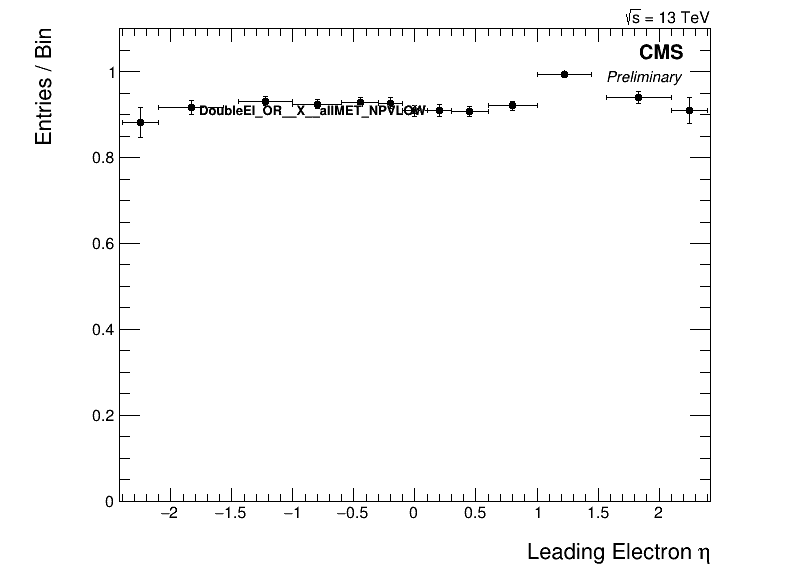 √s = 13 TeV
CMS
Preliminary
Entries / Bin
1
0.8
0.6
0.4
0.2
0
DoubleEl_OR__X__allMET_NPVLOW
−2 −1.5 −1 −0.5 0 0.5 1 1.5 2
Leading Electron η